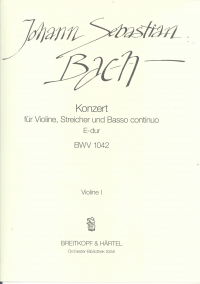 Johann Sebastian
Bach
Konzert
für Violine, Streicher und Basso continuo
E-dur
BWV 1042
Violine I
BREITKOPF & HÄRTEL